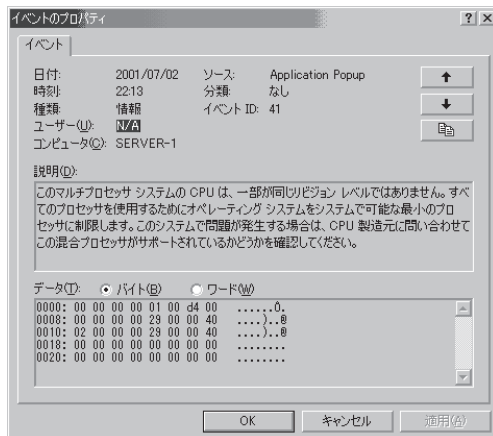 イベントのプロパティ
イベント
日付: 2001/07/02 ソース: Application Popup
時刻: 22:13 分類: なし
種類: 情報 イベント ID: 41
ユーザー(U): N/A
コンピュータ(C): SERVER-1
説明(D):
このマルチプロセッサ システムの CPU は、一部が同じリビジョン レベルではありません。すべ
てのプロセッサを使用するためにオペレーティング システムをシステムで可能な最小のプロ
セッサに制限します。このシステムで問題が発生する場合は、CPU 製造元に問い合わせて
この混合プロセッサがサポートされているかどうかを確認してください。
データ(T): バイト(B) ワード(W)
0000: 00 00 00 00 01 00 d4 00 ......Ô.
0008: 00 00 00 00 29 00 00 40 ....)..@
0010: 02 00 00 00 29 00 00 40 ....)..@
0018: 00 00 00 00 00 00 00 00 ........
0020: 00 00 00 00 00 00 00 00 ........
OK キャンセル 適用(A)